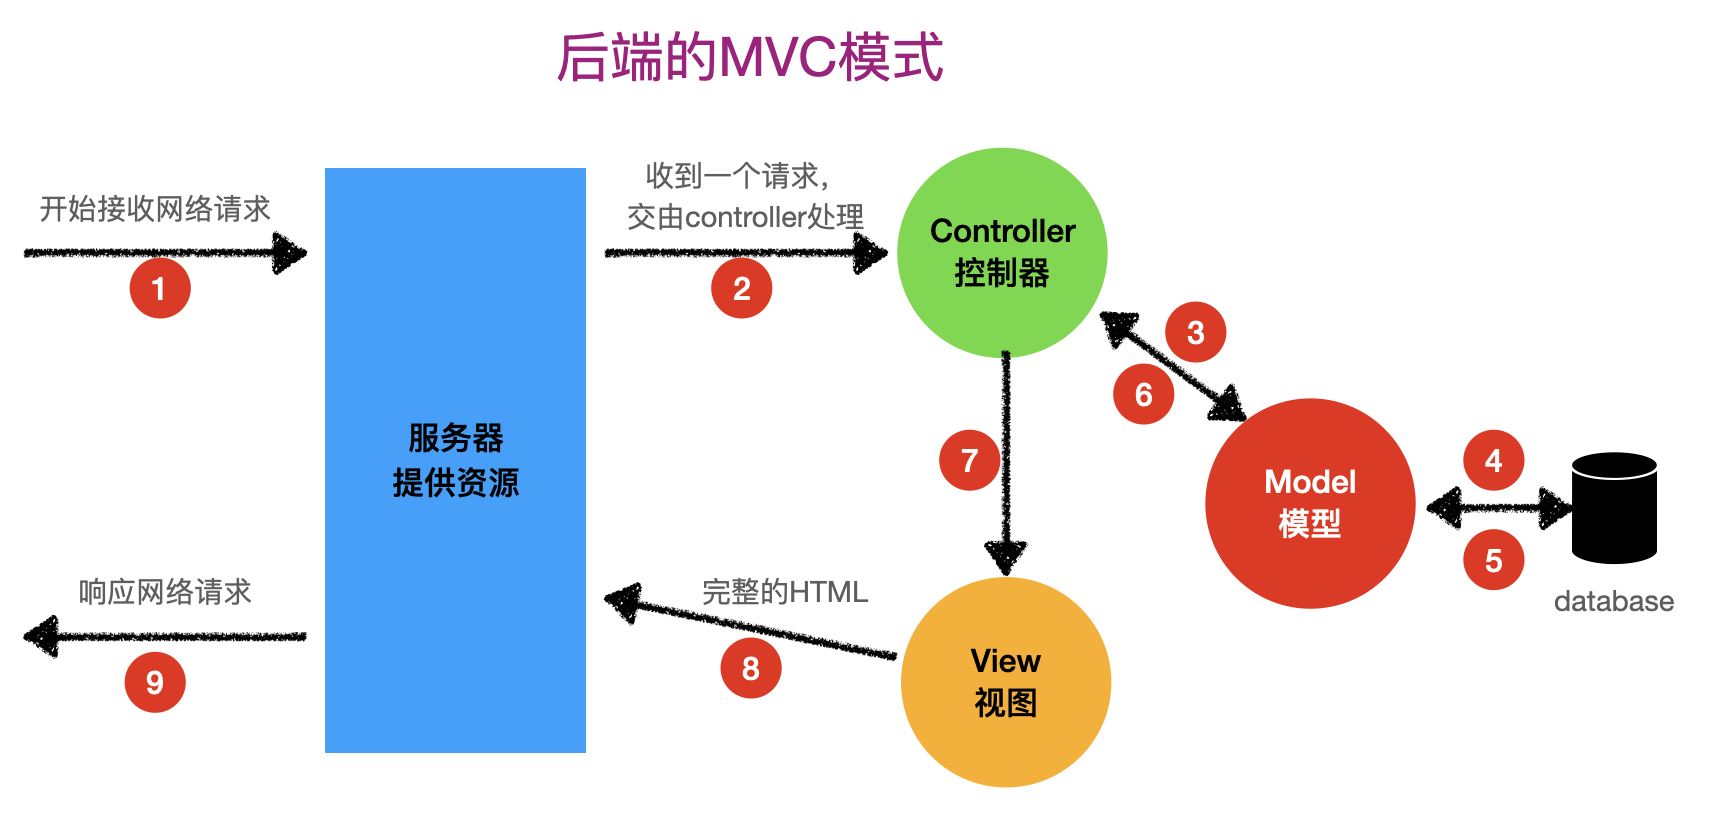 后端的MVC模式
开始接收网络请求
1
收到一个请求，
交由controller处理
2
Controller
控制器
3
6
服务器
提供资源
7
Model
模型
4
5
database
响应网络请求
9
完整的HTML
8
View
视图